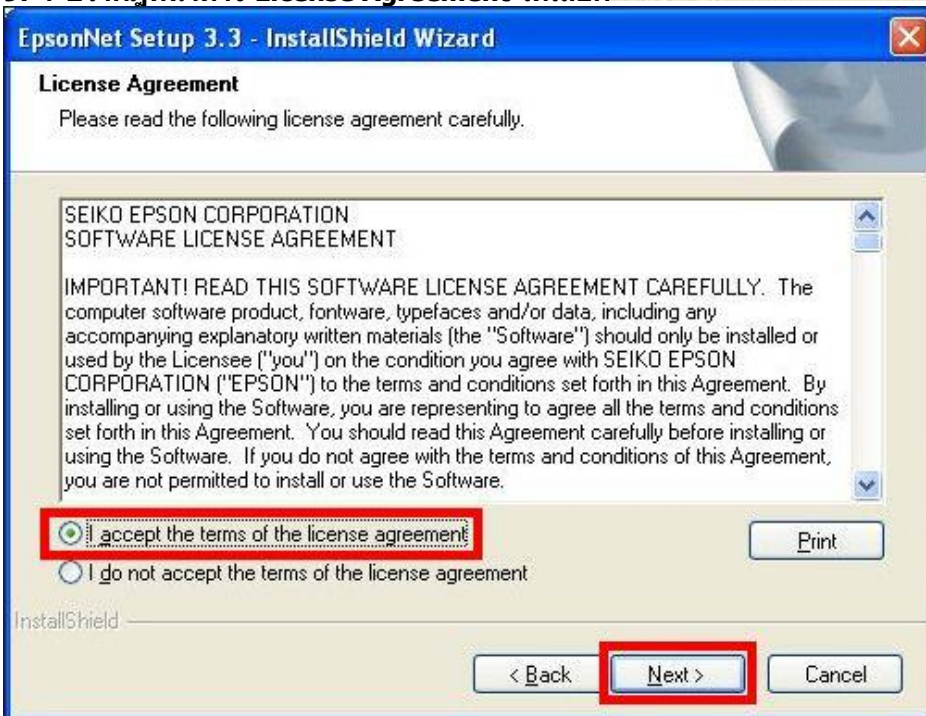 License Agreement
EpsonNet Setup 3.3 - InstallShield Wizard
License Agreement
Please read the following license agreement carefully.
SEIKO EPSON CORPORATION
SOFTWARE LICENSE AGREEMENT
IMPORTANT! READ THIS SOFTWARE LICENSE AGREEMENT CAREFULLY. The
computer software product, fontware, typefaces and/or data, including any
accompanying explanatory written materials (the "Software") should only be installed or
used by the Licensee ("you") on the condition you agree with SEIKO EPSON
CORPORATION ("EPSON") to the terms and conditions set forth in this Agreement. By
installing or using the Software, you are representing to agree all the terms and conditions
set forth in this Agreement. You should read this Agreement carefully before installing or
using the Software. If you do not agree with the terms and conditions of this Agreement,
you are not permitted to install or use the Software.
I accept the terms of the license agreement
Print
I do not accept the terms of the license agreement
InstallShield
< Back
Next >
Cancel